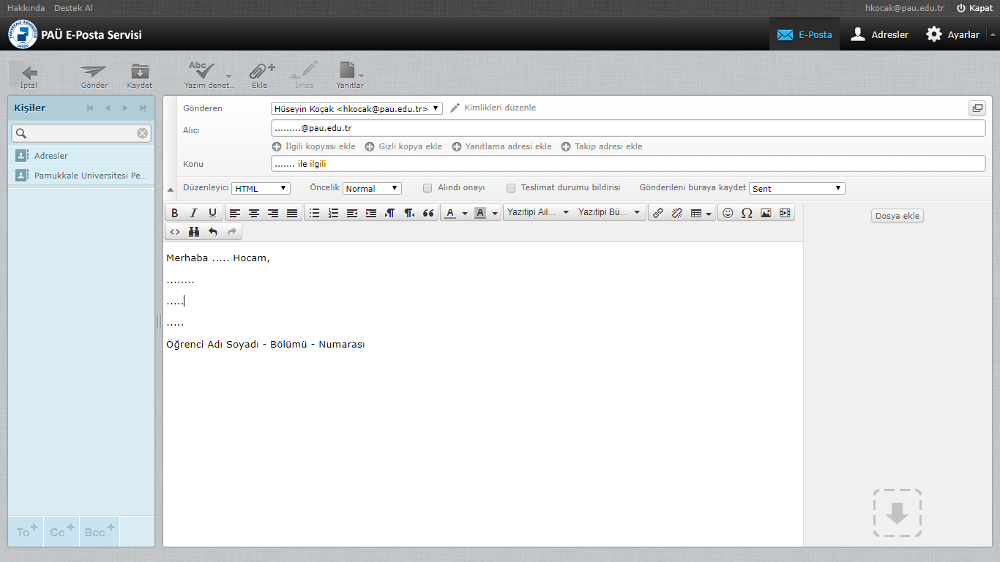 Hakkında Destek Al hkocak@pau.edu.tr Kapat
PAÜ E-Posta Servisi E-Posta Adresler Ayarlar
İptal Gönder Kaydet Abc Yazım denet... Ekle İmza Yanıtlar
Kişiler
Adresler
Pamukkale Universitesi Pe...
To+ Cc+ Bcc+
Gönderen Hüseyin Koçak <hkocak@pau.edu.tr> Kimlikleri düzenle
Alıcı .........@pau.edu.tr
İlgili kopyası ekle Gizli kopya ekle Yanıtlama adresi ekle Takip adresi ekle
Konu ....... ile ilgili
Düzenleyici HTML Öncelik Normal Alındı onayı Teslimat durumu bildirisi Gönderileni buraya kaydet Sent
B I U A A Yazıtipi Ail... Yazıtipi Bü...
Dosya ekle
Merhaba ..... Hocam,
........
.....
.....
Öğrenci Adı Soyadı - Bölümü - Numarası